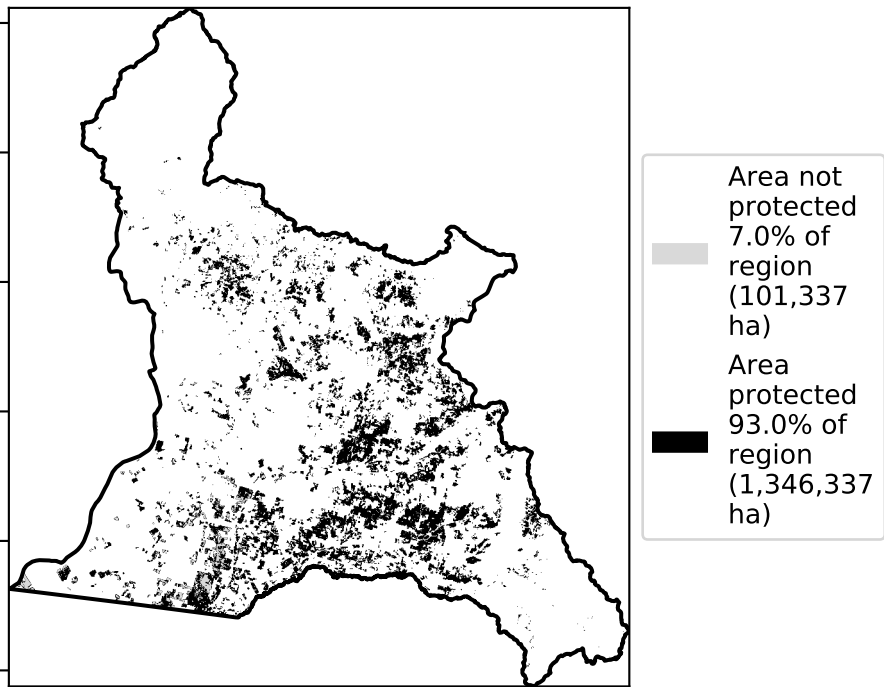 Area not
protected
7.0% of
region
(101,337
ha)
Area
protected
93.0% of
region
(1,346,337
ha)